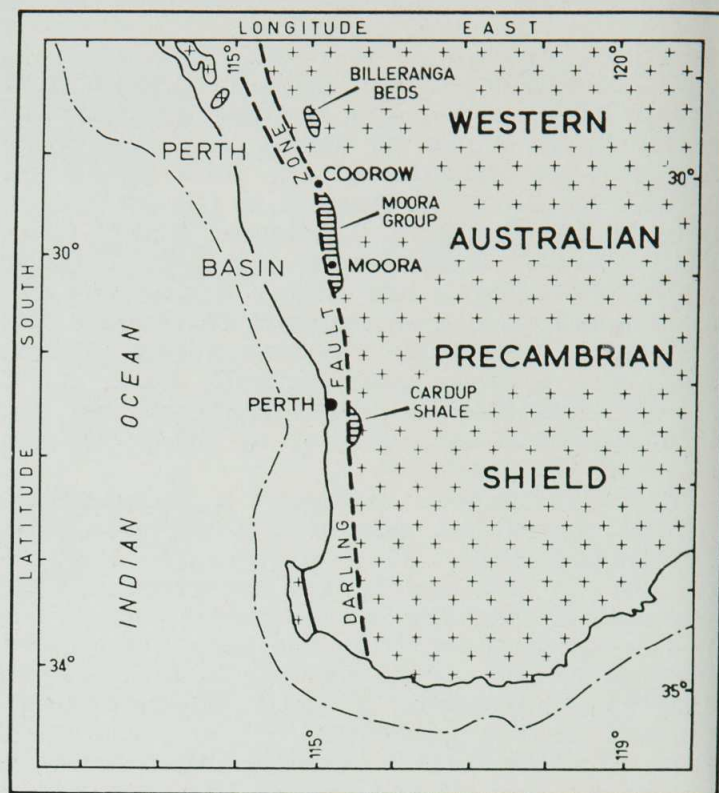 LONGITUDE EAST
115°
120°
BILLERANGA
BEDS
WESTERN
PERTH
ZONE
COOROW
30°
MOORA
GROUP
AUSTRALIAN
30°
BASIN
MOORA
SOUTH
FAULT
PRECAMBRIAN
OCEAN
PERTH
CARDUP
SHALE
SHIELD
LATITUDE
INDIAN
DARLING
34°
35°
115°
119°